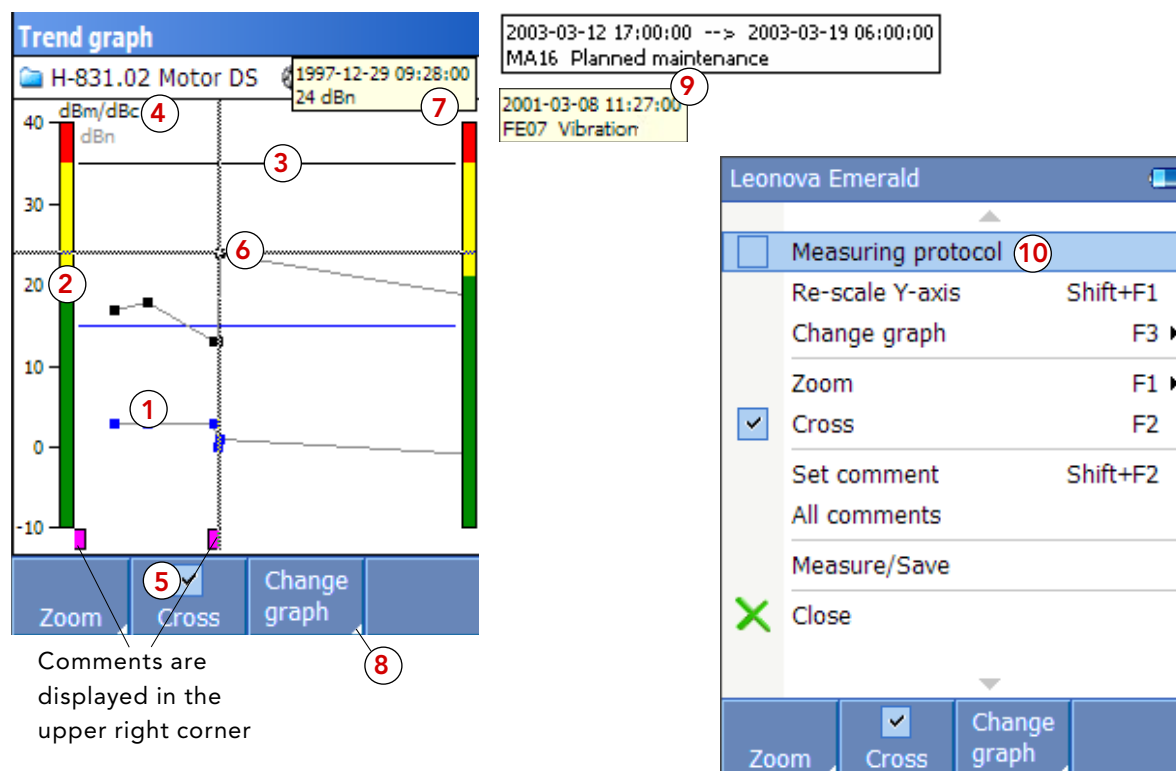 Trend graph
H-831.02 Motor DS
1997-12-29 09:28:00
24 dBn
7
dBm/dBc
4
dBn
40
30
20
10
0
-10
3
6
2
1
5
Zoom
Cross
Change
graph
8
Comments are
displayed in the
upper right corner
2003-03-12 17:00:00 --> 2003-03-19 06:00:00
MA16 Planned maintenance
9
2001-03-08 11:27:00
FE07 Vibration
Leonova Emerald
Measuring protocol 10
Re-scale Y-axis Shift+F1
Change graph F3
Zoom F1
Cross F2
Set comment Shift+F2
All comments
Measure/Save
Close
Zoom
Cross
Change
graph